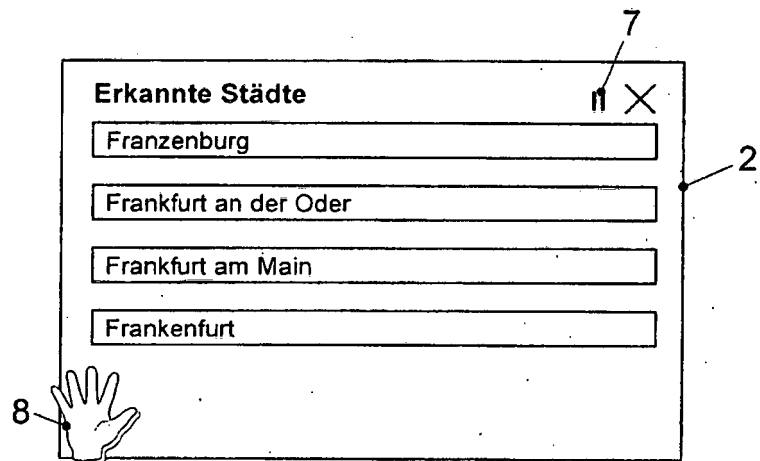 7
Erkannte Städte
Franzenburg
2
Frankfurt an der Oder
Frankfurt am Main
Frankenfurt
8